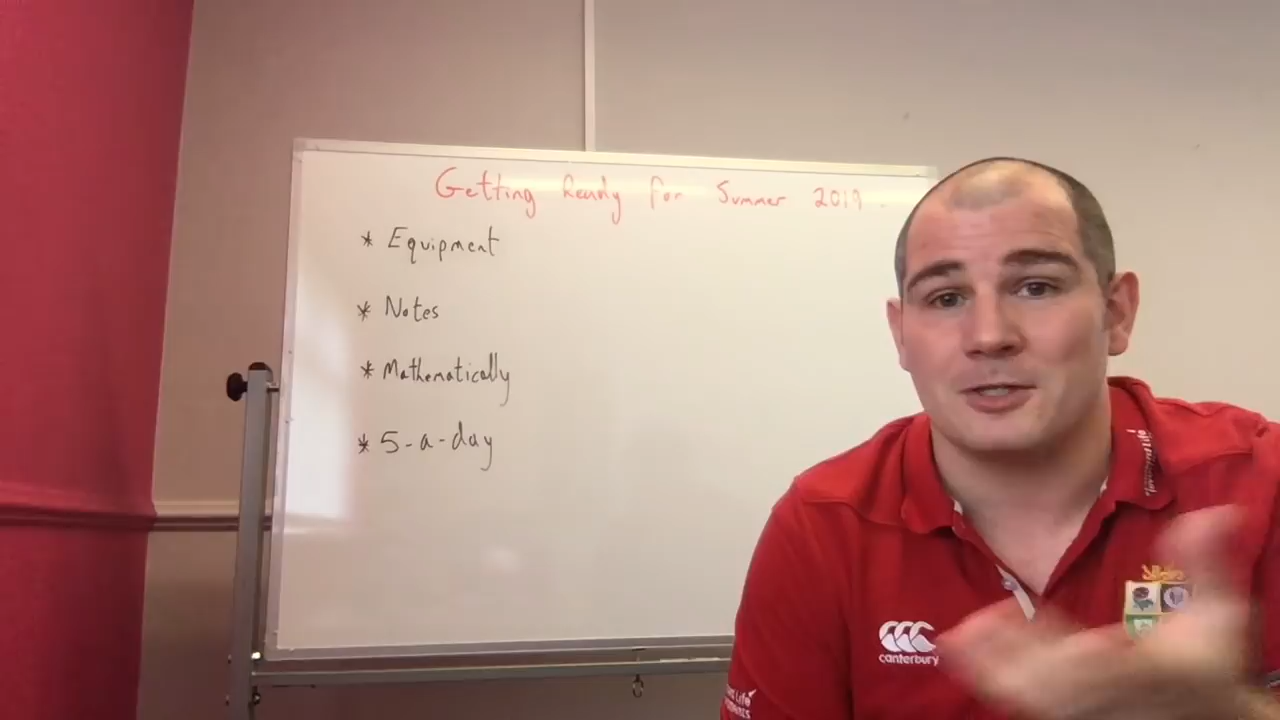 Getting Ready for Summer 2019.
* Equipment
* Notes
* Mathematically
* 5-a-day
canterbury